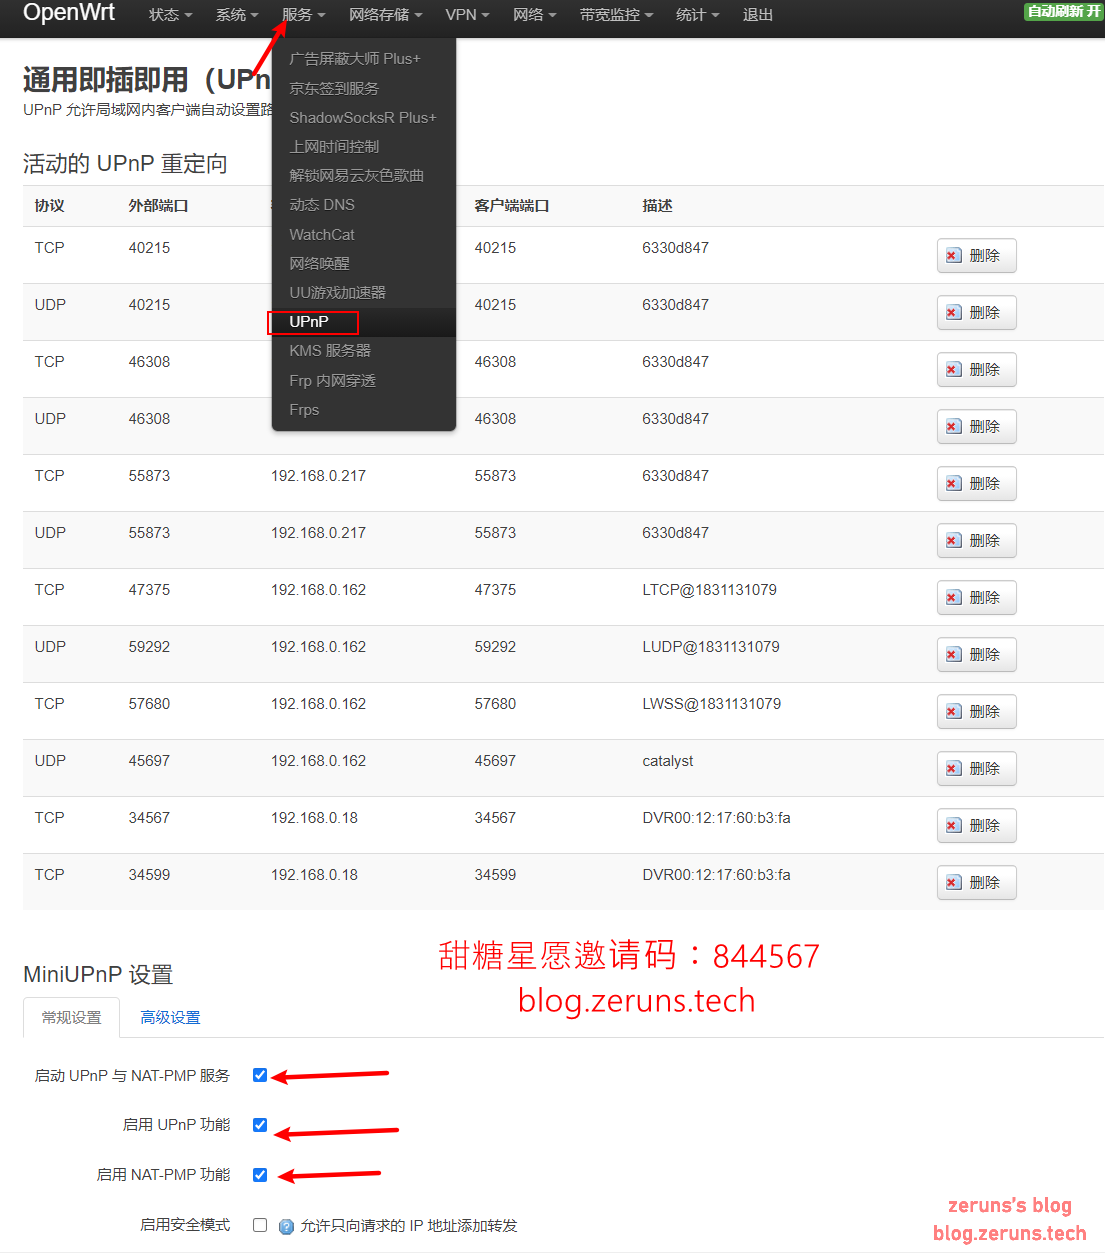 OpenWrt 状态 系统 服务 网络存储 VPN 网络 带宽监控 统计 退出 自动刷新 开
广告屏蔽大师 Plus+
京东签到服务
ShadowSocksR Plus+
上网时间控制
解锁网易云灰色歌曲
动态 DNS
WatchCat
网络唤醒
UU游戏加速器
UPnP
KMS 服务器
Frp 内网穿透
Frps
通用即插即用（UPn
UPnP 允许局域网内客户端自动设置路
活动的 UPnP 重定向
协议 外部端口 客户端端口 描述
TCP 40215 40215 6330d847 删除
UDP 40215 40215 6330d847 删除
TCP 46308 46308 6330d847 删除
UDP 46308 46308 6330d847 删除
TCP 55873 192.168.0.217 55873 6330d847 删除
UDP 55873 192.168.0.217 55873 6330d847 删除
TCP 47375 192.168.0.162 47375 LTCP@1831131079 删除
UDP 59292 192.168.0.162 59292 LUDP@1831131079 删除
TCP 57680 192.168.0.162 57680 LWSS@1831131079 删除
UDP 45697 192.168.0.162 45697 catalyst 删除
TCP 34567 192.168.0.18 34567 DVR00:12:17:60:b3:fa 删除
TCP 34599 192.168.0.18 34599 DVR00:12:17:60:b3:fa 删除
甜糖星愿邀请码：844567
blog.zeruns.tech
MiniUPnP 设置
常规设置 高级设置
启动 UPnP 与 NAT-PMP 服务
启用 UPnP 功能
启用 NAT-PMP 功能
启用安全模式 允许只向请求的 IP 地址添加转发
zeruns's blog
blog.zeruns.tech